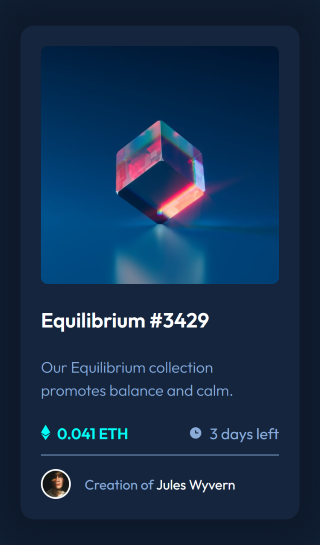 Equilibrium #3429
Our Equilibrium collection
promotes balance and calm.
0.041 ETH 3 days left
Creation of Jules Wyvern